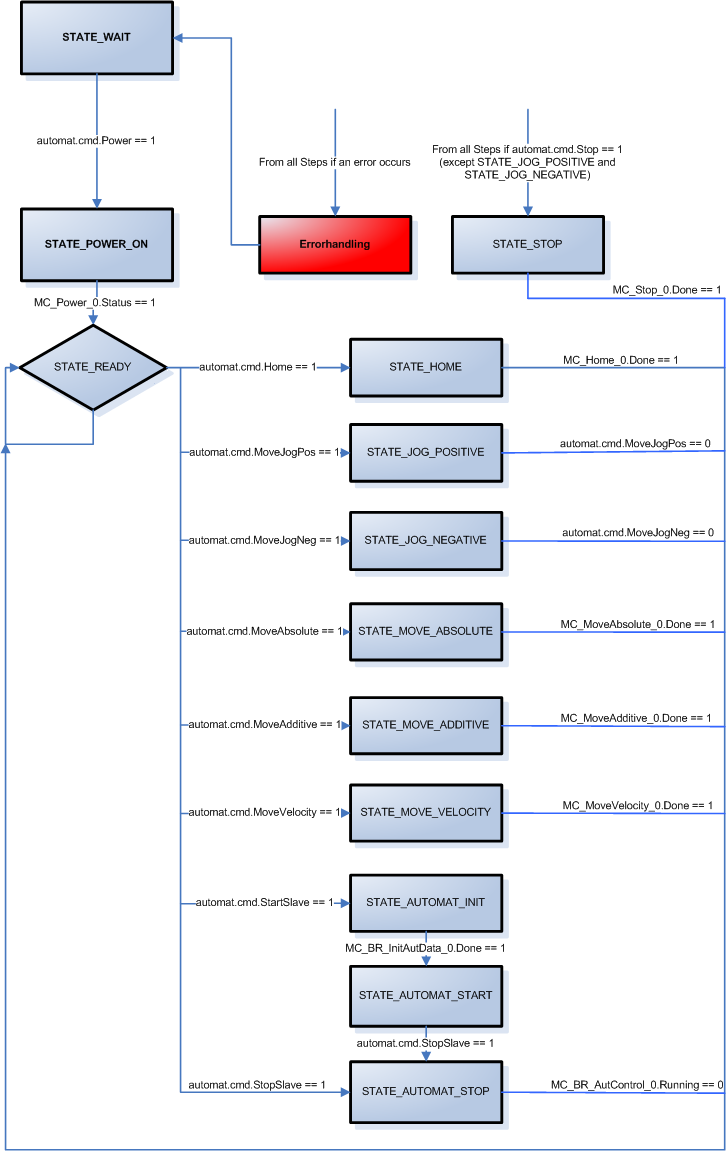 STATE_WAIT
automat.cmd.Power == 1
From all Steps if an error occurs
From all Steps if automat.cmd.Stop == 1
(except STATE_JOG_POSITIVE and
STATE_JOG_NEGATIVE)
STATE_POWER_ON
Errorhandling
STATE_STOP
MC_Stop_0.Done == 1
MC_Power_0.Status == 1
STATE_READY
automat.cmd.Home == 1
STATE_HOME
MC_Home_0.Done == 1
automat.cmd.MoveJogPos == 1
STATE_JOG_POSITIVE
automat.cmd.MoveJogPos == 0
automat.cmd.MoveJogNeg == 1
STATE_JOG_NEGATIVE
automat.cmd.MoveJogNeg == 0
automat.cmd.MoveAbsolute == 1
STATE_MOVE_ABSOLUTE
MC_MoveAbsolute_0.Done == 1
automat.cmd.MoveAdditive == 1
STATE_MOVE_ADDITIVE
MC_MoveAdditive_0.Done == 1
automat.cmd.MoveVelocity == 1
STATE_MOVE_VELOCITY
MC_MoveVelocity_0.Done == 1
automat.cmd.StartSlave == 1
STATE_AUTOMAT_INIT
MC_BR_InitAutData_0.Done == 1
STATE_AUTOMAT_START
automat.cmd.StopSlave == 1
automat.cmd.StopSlave == 1
STATE_AUTOMAT_STOP
MC_BR_AutControl_0.Running == 0